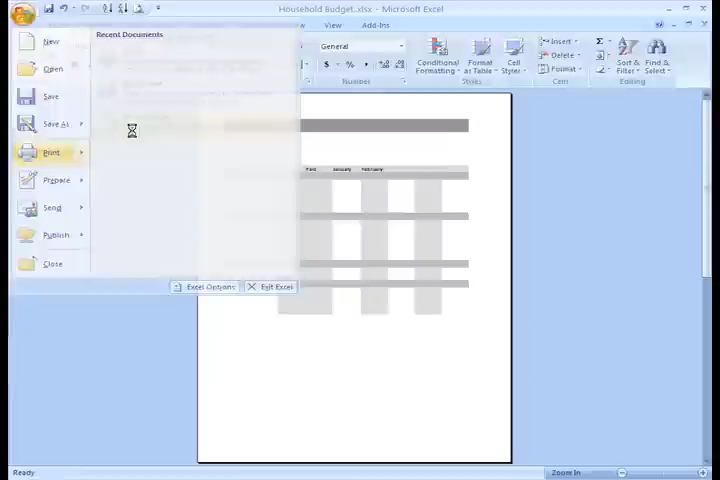 Household Budget.xlsx - Microsoft Excel
View Add-Ins
New
Open
Save
Save As
Print
Prepare
Send
Publish
Close
Recent Documents
Excel Options Exit Excel
General
$ %
Number
Conditional Formatting
Format as Table
Cell Styles
Styles
Insert
Delete
Format
Sort & Filter
Find & Select
Editing
January February
Ready
Zoom In